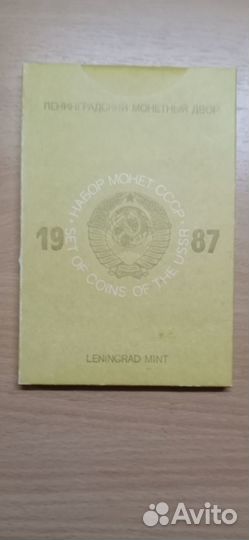 ЛЕНИНГРАДСКИЙ МОНЕТНЫЙ ДВОР
• НАБОР МОНЕТ СССР •
19 87
SET OF COINS OF THE USSR
LENINGRAD MINT
Avito